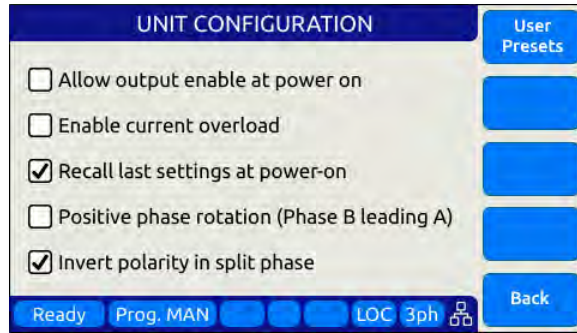 UNIT CONFIGURATION
User
Presets
Allow output enable at power on
Enable current overload
Recall last settings at power-on
Positive phase rotation (Phase B leading A)
Invert polarity in split phase
Back
Ready Prog. MAN LOC 3ph